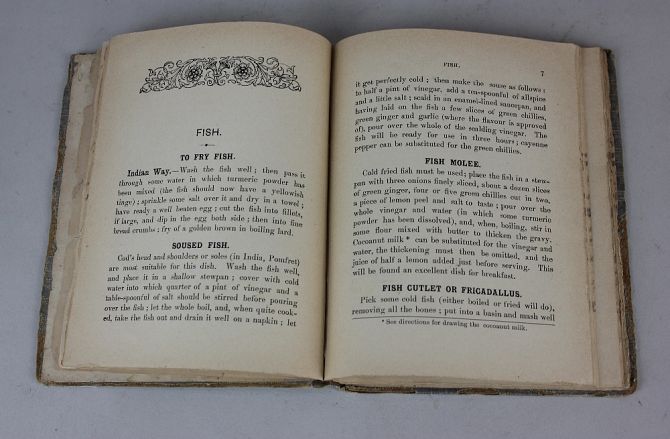 FISH.
TO FRY FISH.
Indian Way.—Wash the fish well; then pass it
through some water in which turmeric powder has
been mixed (the fish should now have a yellowish
tinge); sprinkle some salt over it and dry in a towel;
have ready a well beaten egg; cut the fish into fillets,
if large, and dip in the egg both side; then into fine
bread crumbs; fry of a golden brown in boiling lard.
SOUSED FISH.
Cod's head and shoulders or soles (in India, Pomfret)
are most suitable for this dish. Wash the fish well,
and place it in a shallow stewpan; cover with cold
water into which quarter of a pint of vinegar and a
table-spoonful of salt should be stirred before pouring
over the fish; let the whole boil, and, when quite cook-
ed, take the fish out and drain it well on a napkin; let
FISH. 7
it get perfectly cold; then make the souse as follows:
to half a pint of vinegar, add a tea-spoonful of allspice
and a little salt; scald in an enamel-lined saucepan, and
having laid on the fish a few slices of green chillies,
green ginger and garlic (where the flavour is approved
of), pour over the whole of the scalding vinegar. The
fish will be ready for use in three hours; cayenne
pepper can be substituted for the green chillies.
FISH MOLEE.
Cold fried fish must be used; place the fish in a stew-
pan with three onions finely sliced, about a dozen slices
of green ginger, four or five green chillies cut in two,
a piece of lemon peel and salt to taste; pour over the
whole vinegar and water (in which some turmeric
powder has been dissolved), and, when, boiling, stir in
some flour mixed with butter to thicken the gravy.
Cocoanut milk* can be substituted for the vinegar and
water, the thickening must then be omitted, and the
juice of half a lemon added just before serving. This
will be found an excellent dish for breakfast.
FISH CUTLET OR FRICADALLUS.
Pick some cold fish (either boiled or fried will do),
removing all the bones; put into a basin and mash well
* See directions for drawing the cocoanut milk.